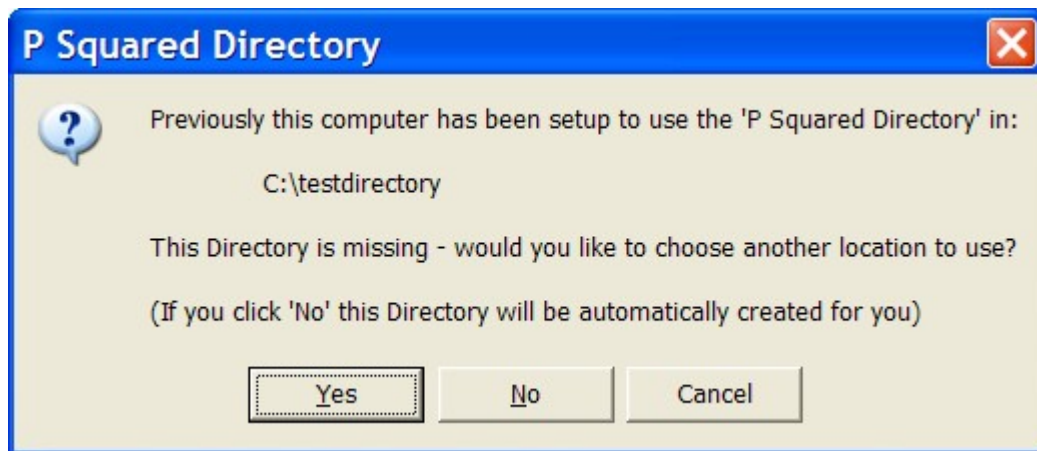 P Squared Directory
Previously this computer has been setup to use the 'P Squared Directory' in:
C:\testdirectory
This Directory is missing - would you like to choose another location to use?
(If you click 'No' this Directory will be automatically created for you)
Yes No Cancel